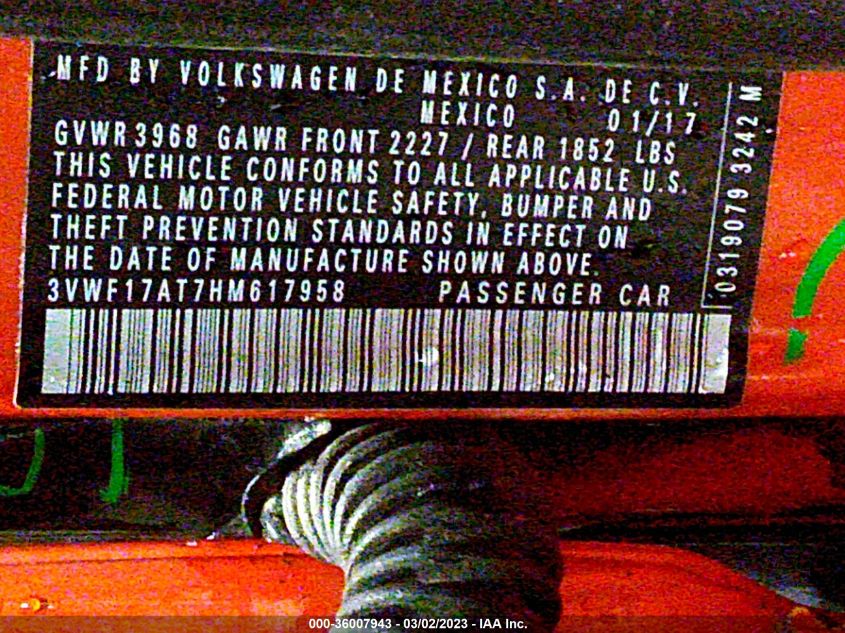 MFD BY VOLKSWAGEN DE MEXICO S.A. DE C.V.
MEXICO 01/17
GVWR 3968 GAWR FRONT 2227 / REAR 1852 LBS
THIS VEHICLE CONFORMS TO ALL APPLICABLE U.S.
FEDERAL MOTOR VEHICLE SAFETY, BUMPER AND
THEFT PREVENTION STANDARDS IN EFFECT ON
THE DATE OF MANUFACTURE SHOWN ABOVE.
3VWF17AT7HM617958 PASSENGER CAR
0319079 3242 M
000-36007943 - 03/02/2023 - IAA Inc.